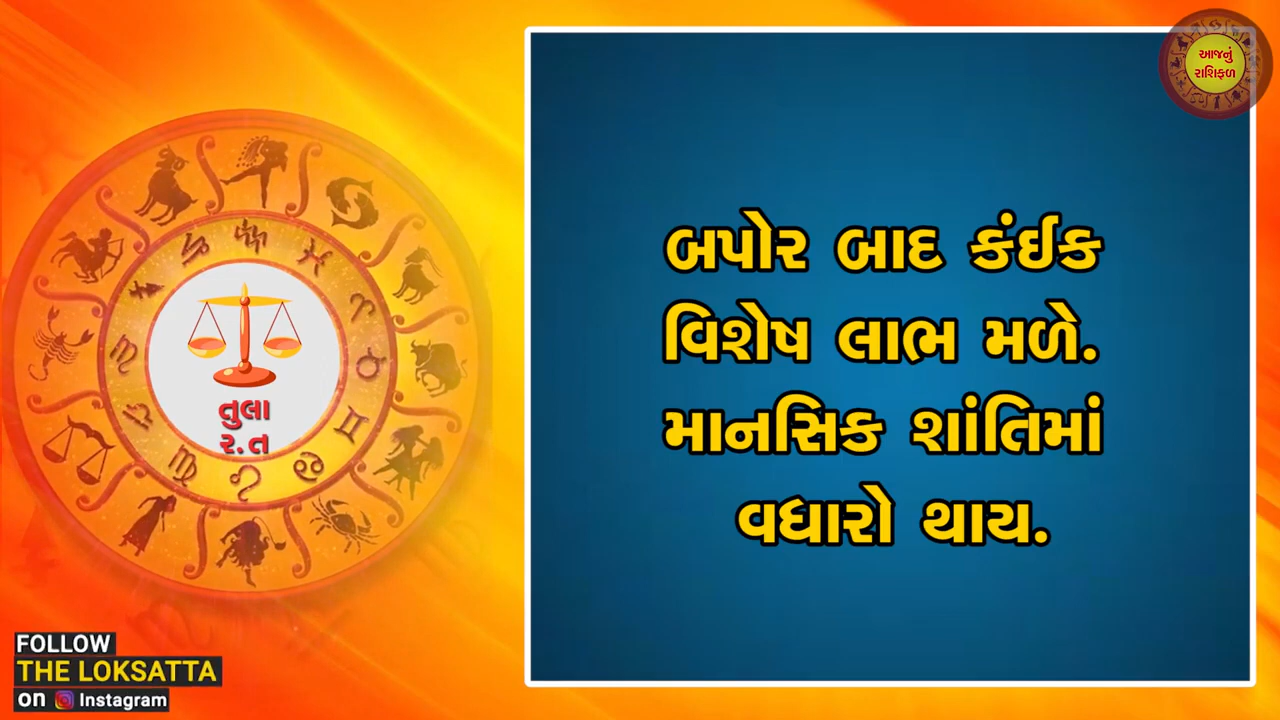 આજનું
રાશિફળ
બપોર બાદ કંઈક
વિશેષ લાભ મળે.
માનસિક શાંતિમાં
વધારો થાય.
તુલા
ર.ત
FOLLOW
THE LOKSATTA
on Instagram